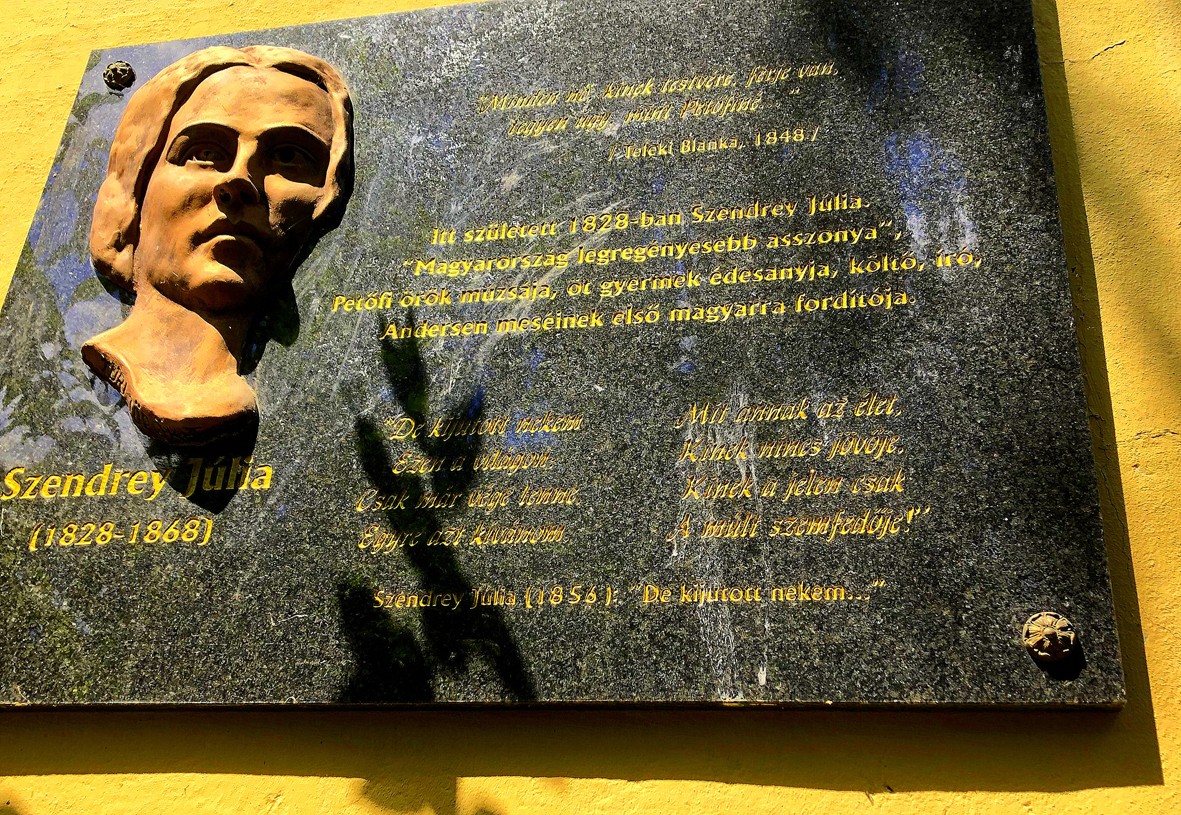 "Minden nő, kinek testvére, férje van,
legyen úgy, mint Petőfiné..."
/ Teleki Blanka, 1848 /
Itt született 1828-ban Szendrey Júlia.
"Magyarország legregényesebb asszonya",
Petőfi örök múzsája, öt gyermek édesanyja, költő, író,
Andersen meséinek első magyarra fordítója.
"De kijutott nekem
Ezen a világon.
Csak már vége lenne,
Egyre azt kívánom.
Mit annak az élet,
Kinek nincs jövője,
Kinek a jelen csak
A múlt szemfedője!"
Szendrey Júlia (1856): "De kijutott nekem..."
Szendrey Júlia
(1828-1868)